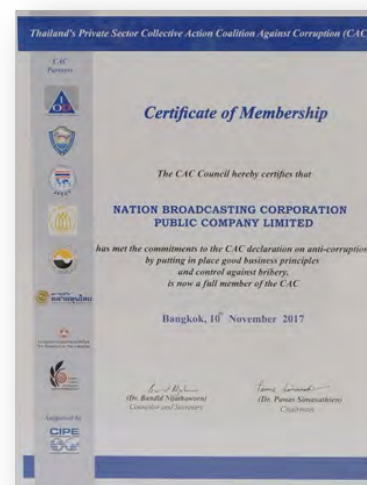 Thailand's Private Sector Collective Action Coalition Against Corruption (CAC)
CAC
Partners
Certificate of Membership
The CAC Council hereby certifies that
NATION BROADCASTING CORPORATION
PUBLIC COMPANY LIMITED
has met the commitments to the CAC declaration on anti-corruption
by putting in place good business principles
and control against bribery,
is now a full member of the CAC
Bangkok, 10th November 2017
(Dr. Bandid Nijathaworn)
Councilor and Secretary
(Dr. Panas Simasathien)
Chairman
Supported by
CIPE